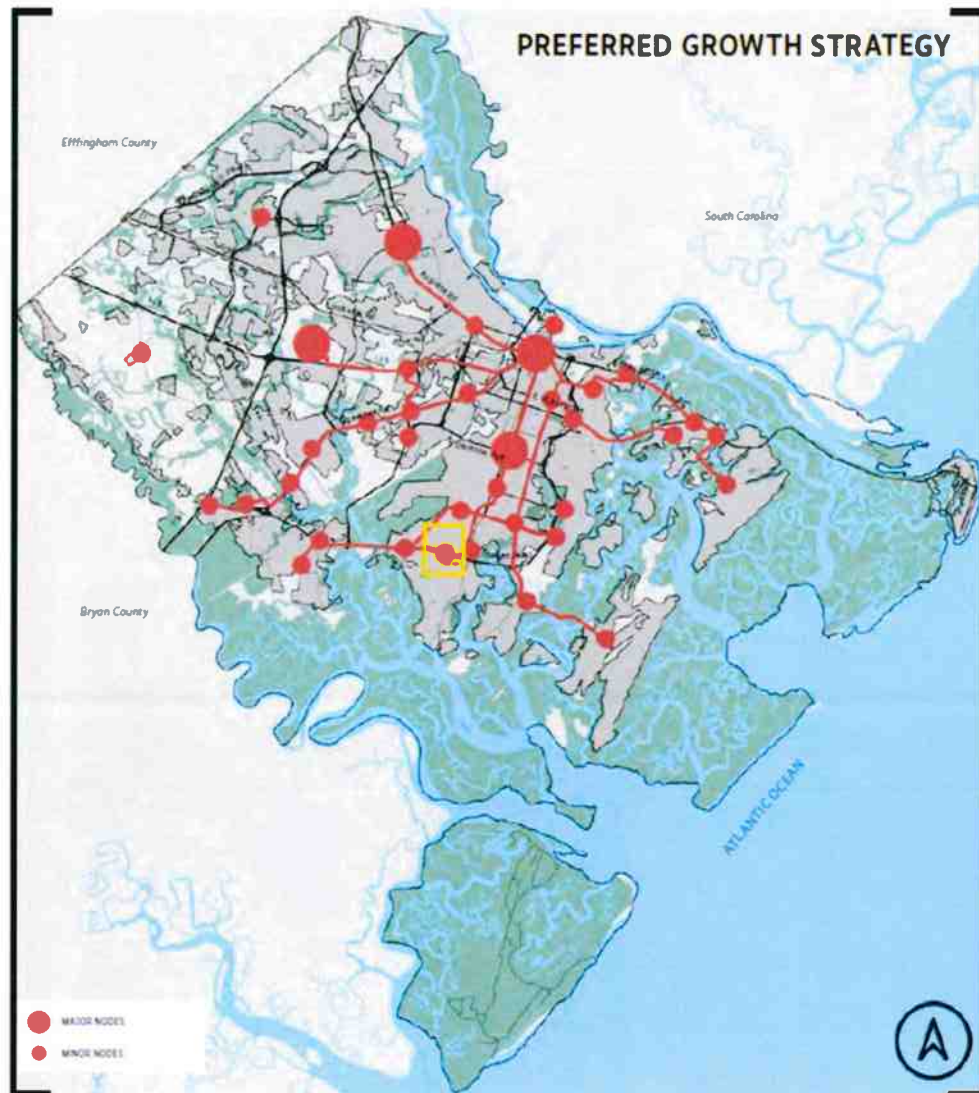 PREFERRED GROWTH STRATEGY
Effingham County
South Carolina
Bryan County
ATLANTIC OCEAN
MAJOR NODES
MINOR NODES